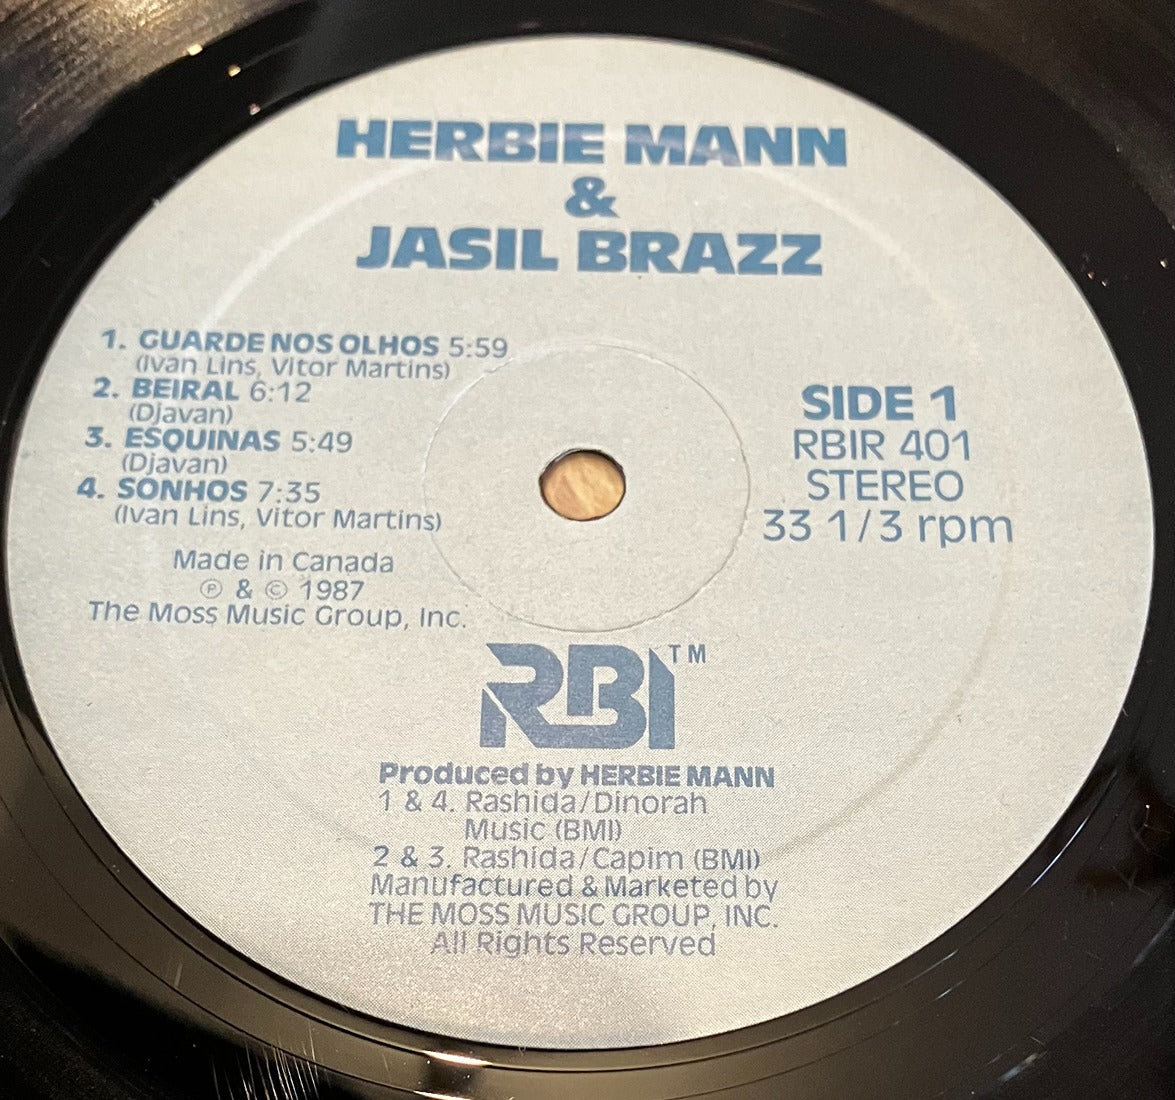 HERBIE MANN
&
JASIL BRAZZ
1. GUARDE NOS OLHOS 5:59
(Ivan Lins, Vitor Martins)
2. BEIRAL 6:12
(Djavan)
3. ESQUINAS 5:49
(Djavan)
4. SONHOS 7:35
(Ivan Lins, Vitor Martins)
Made in Canada
℗ & © 1987
The Moss Music Group, Inc.
SIDE 1
RBIR 401
STEREO
33 1/3 rpm
RBI™
Produced by HERBIE MANN
1 & 4. Rashida/Dinorah
Music (BMI)
2 & 3. Rashida/Capim (BMI)
Manufactured & Marketed by
THE MOSS MUSIC GROUP, INC.
All Rights Reserved